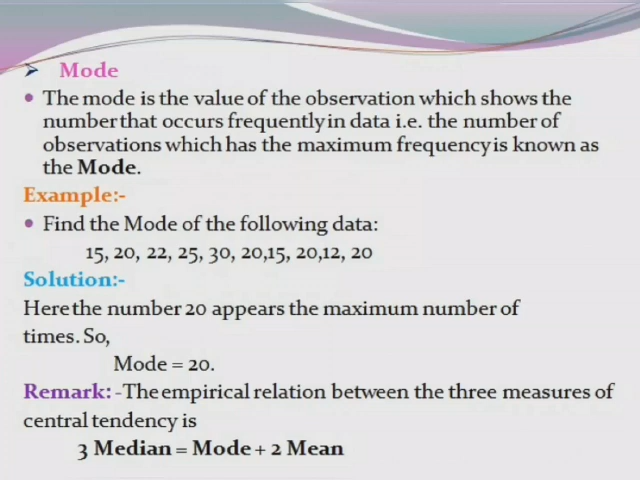 Mode
The mode is the value of the observation which shows the
number that occurs frequently in data i.e. the number of
observations which has the maximum frequency is known as
the Mode.
Example:-
Find the Mode of the following data:
15, 20, 22, 25, 30, 20,15, 20,12, 20
Solution:-
Here the number 20 appears the maximum number of
times. So,
Mode = 20.
Remark: -The empirical relation between the three measures of
central tendency is
3 Median = Mode + 2 Mean